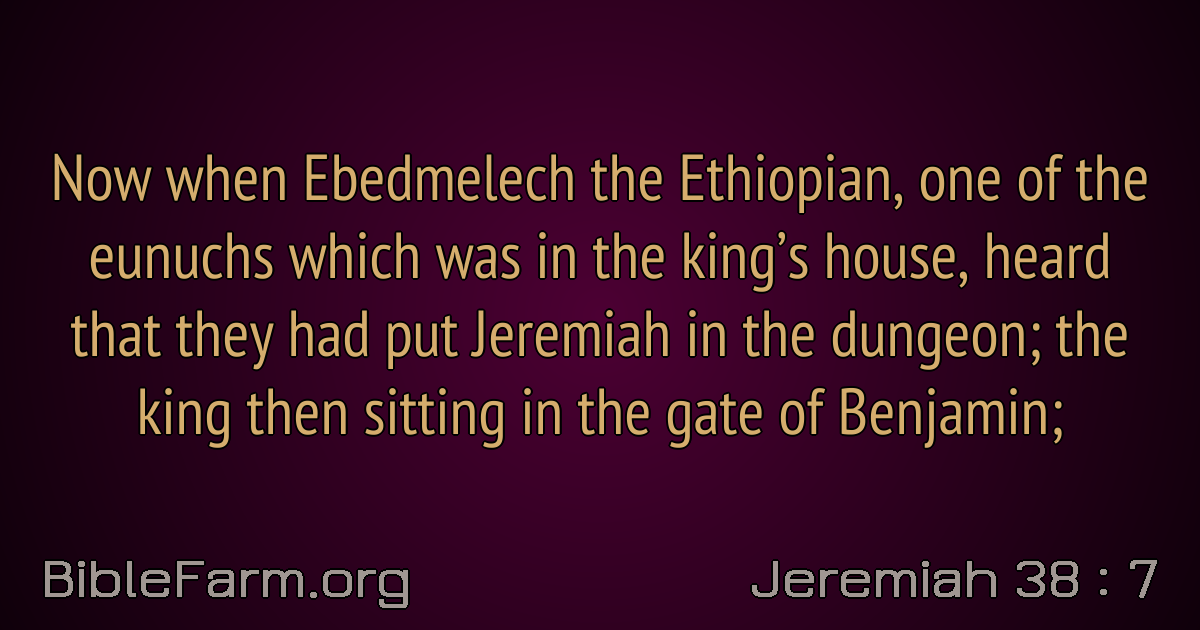 Now when Ebedmelech the Ethiopian, one of the
eunuchs which was in the king’s house, heard
that they had put Jeremiah in the dungeon; the
king then sitting in the gate of Benjamin;
BibleFarm.org
Jeremiah 38 : 7